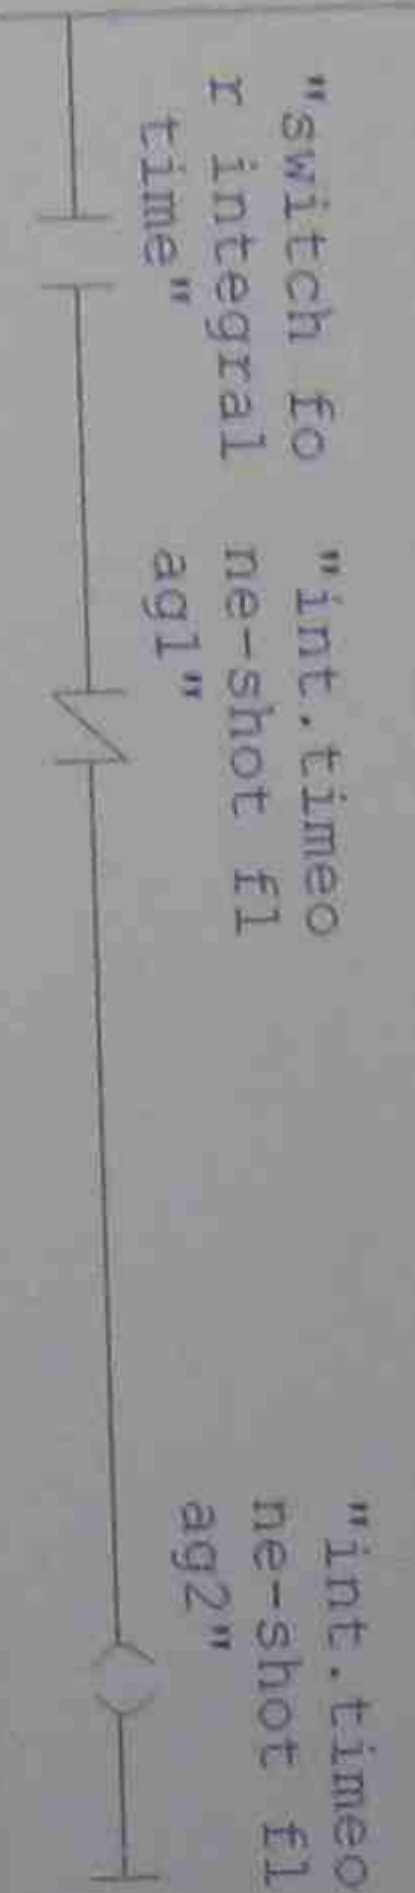 "switch fo
r integral
time"
"int.timeo
ne-shot fl
ag1"
"int.timeo
ne-shot fl
ag2"